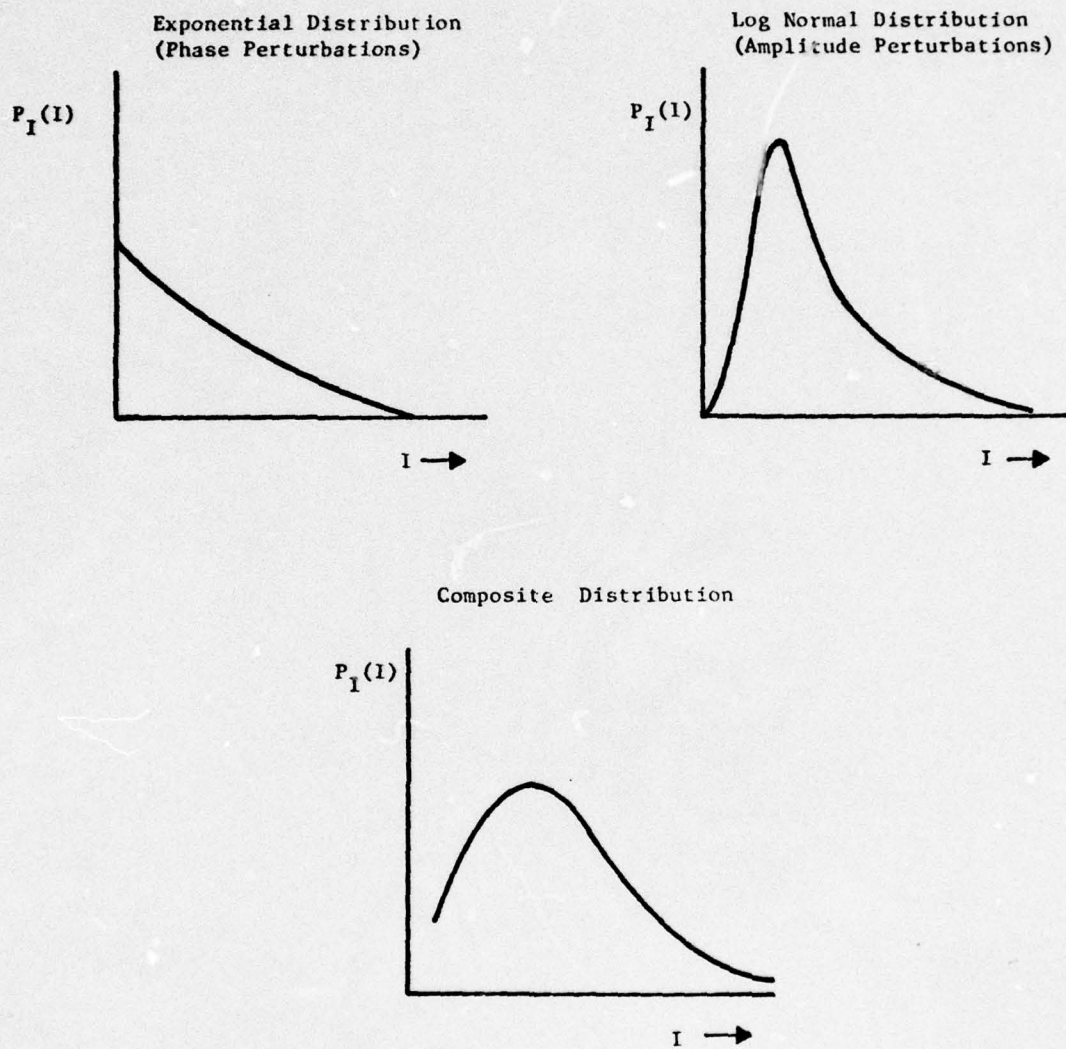 Exponential Distribution
(Phase Perturbations)
P_I(I)
I
Log Normal Distribution
(Amplitude Perturbations)
P_I(I)
I
Composite Distribution
P_I(I)
I